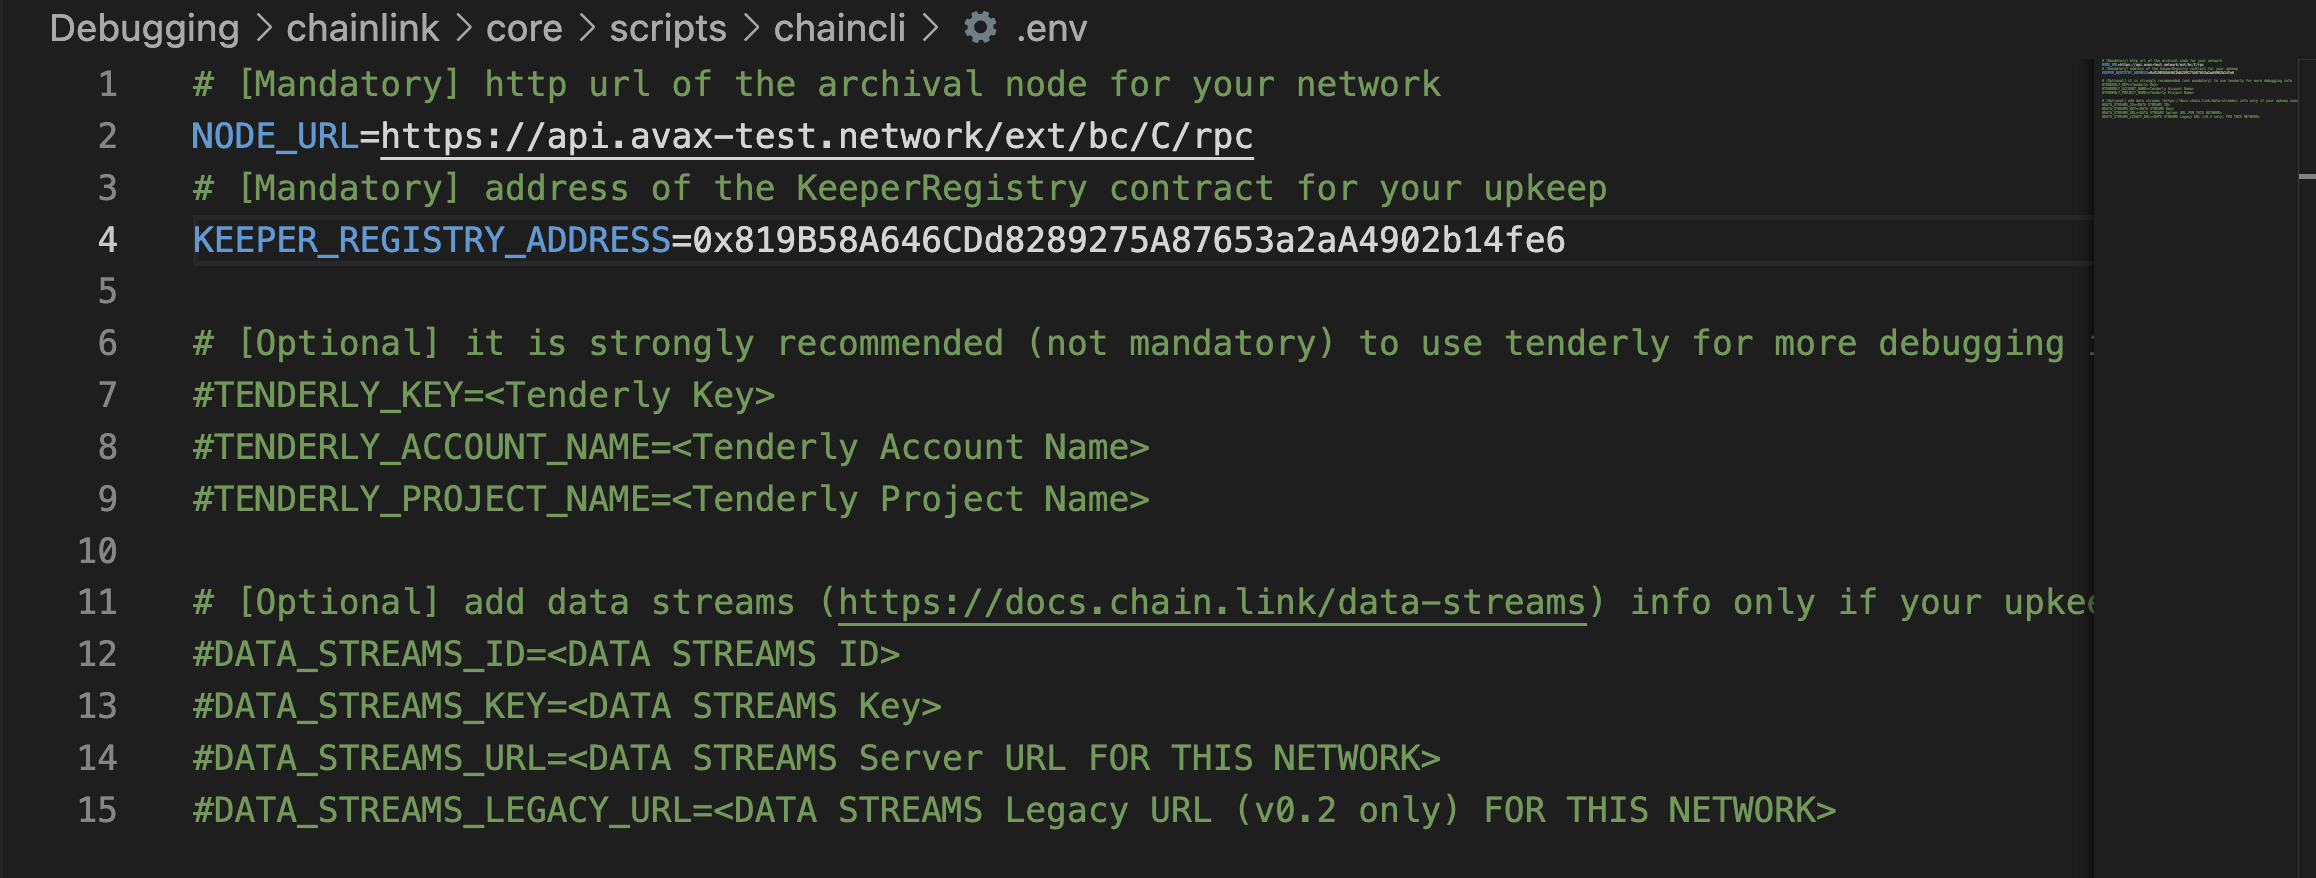 Debugging > chainlink > core > scripts > chaincli > .env
1 # [Mandatory] http url of the archival node for your network
2 NODE_URL=https://api.avax-test.network/ext/bc/C/rpc
3 # [Mandatory] address of the KeeperRegistry contract for your upkeep
4 KEEPER_REGISTRY_ADDRESS=0x819B58A646CDd8289275A87653a2aA4902b14fe6
5
6 # [Optional] it is strongly recommended (not mandatory) to use tenderly for more debugging
7 #TENDERLY_KEY=<Tenderly Key>
8 #TENDERLY_ACCOUNT_NAME=<Tenderly Account Name>
9 #TENDERLY_PROJECT_NAME=<Tenderly Project Name>
10
11 # [Optional] add data streams (https://docs.chain.link/data-streams) info only if your upkee
12 #DATA_STREAMS_ID=<DATA STREAMS ID>
13 #DATA_STREAMS_KEY=<DATA STREAMS Key>
14 #DATA_STREAMS_URL=<DATA STREAMS Server URL FOR THIS NETWORK>
15 #DATA_STREAMS_LEGACY_URL=<DATA STREAMS Legacy URL (v0.2 only) FOR THIS NETWORK>